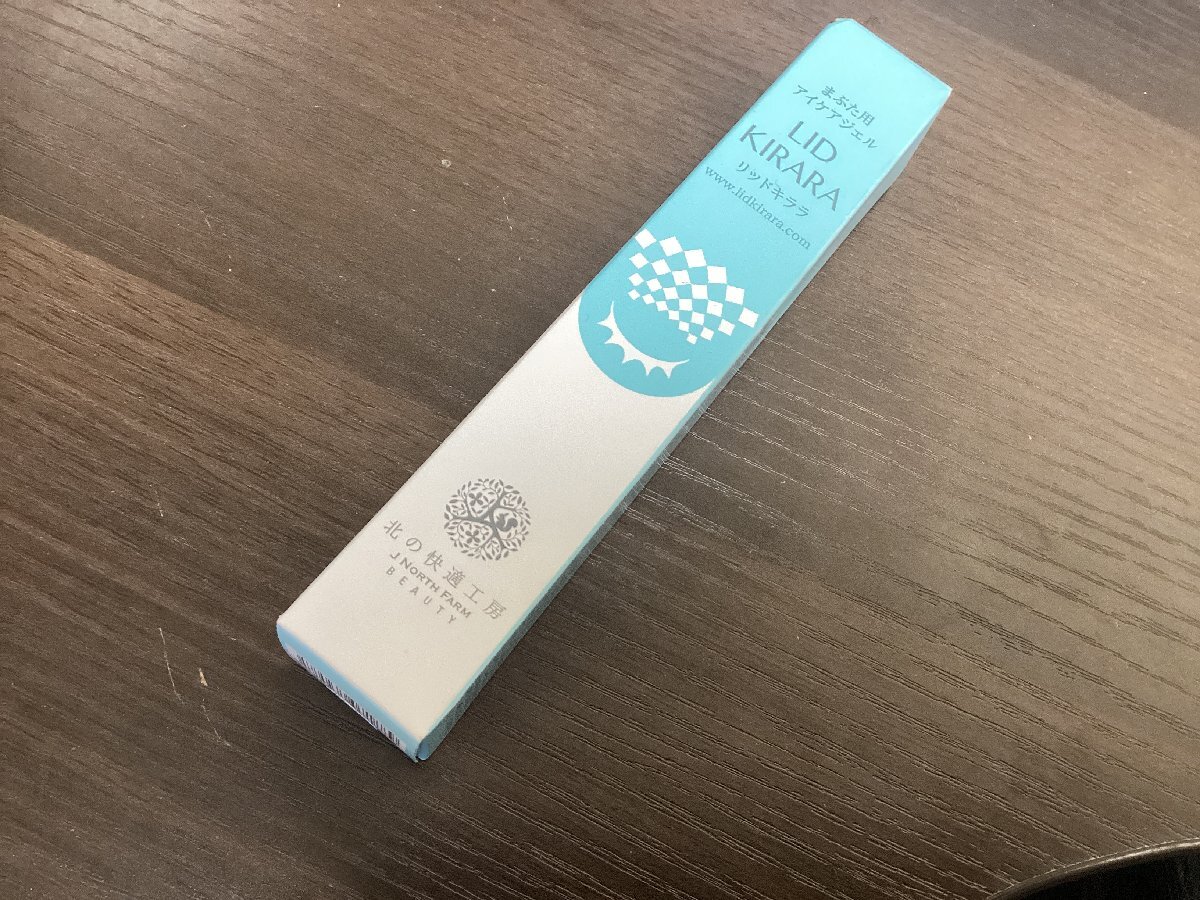 まぶた用
アイケアジェル
LID
KIRARA
リッドキララ
www.lidkirara.com
北の快適工房
J NORTH FARM
BEAUTY